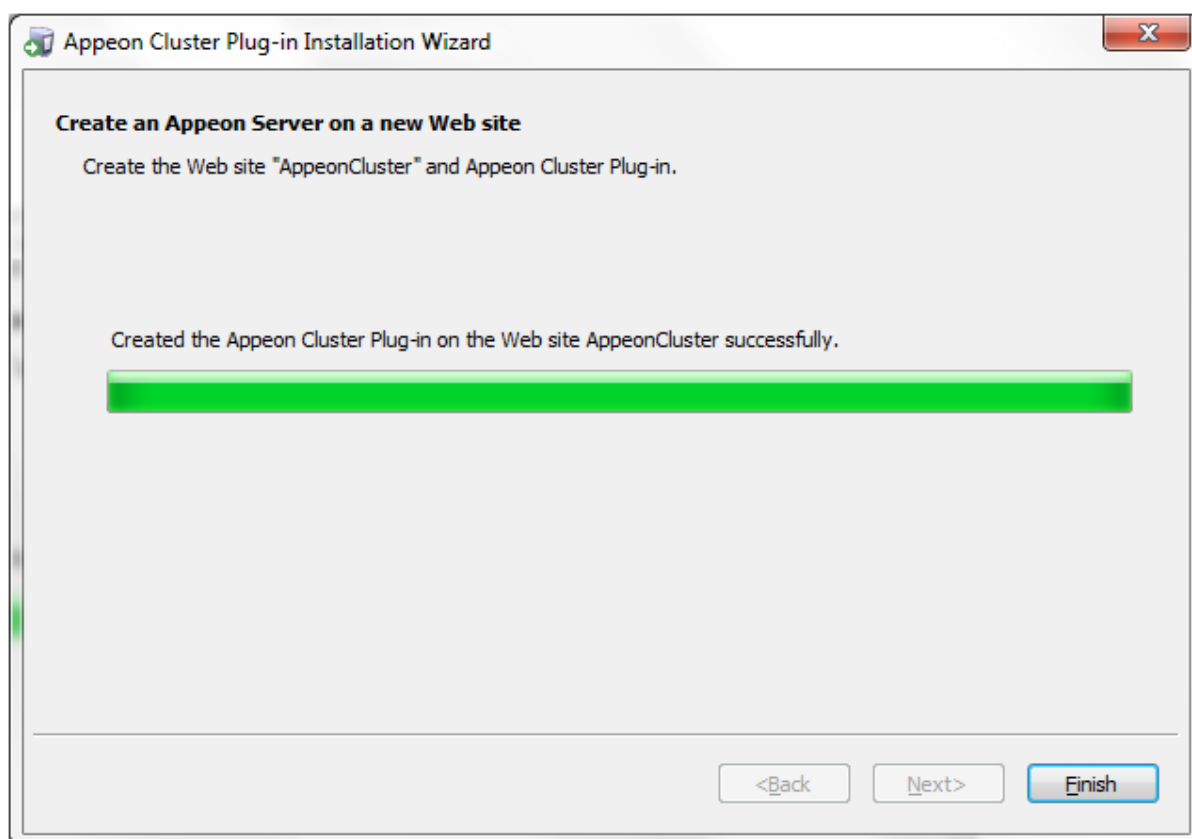 Appeon Cluster Plug-in Installation Wizard
Create an Appeon Server on a new Web site
Create the Web site "AppeonCluster" and Appeon Cluster Plug-in.
Created the Appeon Cluster Plug-in on the Web site AppeonCluster successfully.
<Back Next> Finish